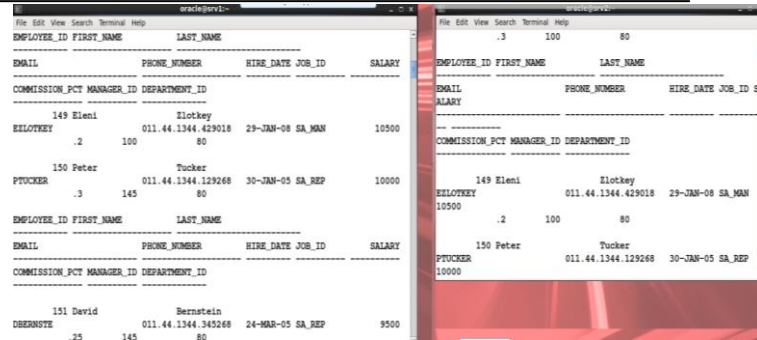 oracle@srv1:~
File Edit View Search Terminal Help
EMPLOYEE_ID FIRST_NAME LAST_NAME
----------- -------------------- -------------------------
EMAIL PHONE_NUMBER HIRE_DATE JOB_ID SALARY
------------------------- -------------------- --------- ---------- ----------
COMMISSION_PCT MANAGER_ID DEPARTMENT_ID
-------------- ---------- -------------
149 Eleni Zlotkey
EZLOTKEY 011.44.1344.429018 29-JAN-08 SA_MAN 10500
.2 100 80
150 Peter Tucker
PTUCKER 011.44.1344.129268 30-JAN-05 SA_REP 10000
.3 145 80
EMPLOYEE_ID FIRST_NAME LAST_NAME
----------- -------------------- -------------------------
EMAIL PHONE_NUMBER HIRE_DATE JOB_ID SALARY
------------------------- -------------------- --------- ---------- ----------
COMMISSION_PCT MANAGER_ID DEPARTMENT_ID
-------------- ---------- -------------
151 David Bernstein
DBERNSTE 011.44.1344.345268 24-MAR-05 SA_REP 9500
.25 145 80
oracle@srv2:~
File Edit View Search Terminal Help
.3 100 80
EMPLOYEE_ID FIRST_NAME LAST_NAME
----------- -------------------- -------------------------
EMAIL PHONE_NUMBER HIRE_DATE JOB_ID S
ALARY
------------------------- -------------------- --------- ----------
-- ----------
COMMISSION_PCT MANAGER_ID DEPARTMENT_ID
-------------- ---------- -------------
149 Eleni Zlotkey
EZLOTKEY 011.44.1344.429018 29-JAN-08 SA_MAN
10500
.2 100 80
150 Peter Tucker
PTUCKER 011.44.1344.129268 30-JAN-05 SA_REP
10000